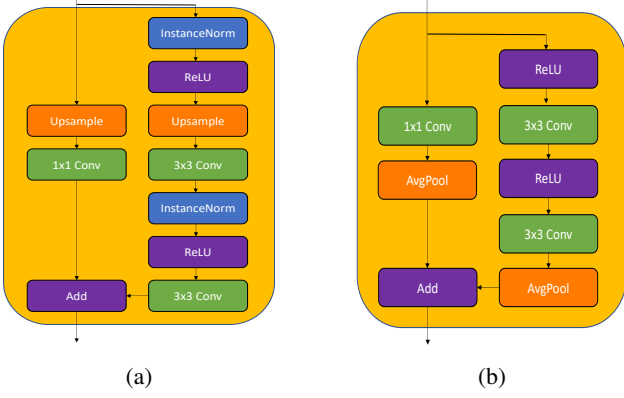 InstanceNorm
ReLU
Upsample
Upsample
1x1 Conv
3x3 Conv
InstanceNorm
ReLU
Add
3x3 Conv
(a)
ReLU
1x1 Conv
3x3 Conv
AvgPool
ReLU
3x3 Conv
Add
AvgPool
(b)